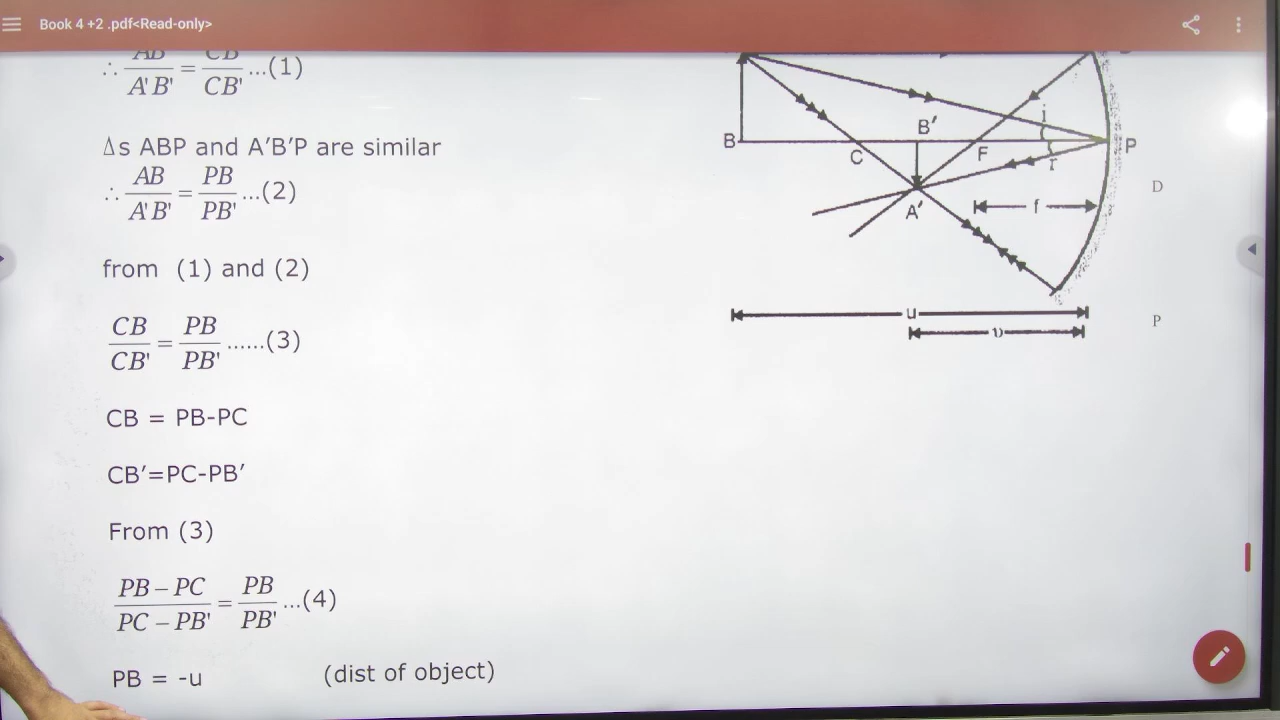 Book 4 +2 .pdf<Read-only>
∴ AB/A'B' = CB/CB' ...(1)
Δs ABP and A′B′P are similar
∴ AB/A'B' = PB/PB' ...(2)
from (1) and (2)
CB/CB' = PB/PB' ......(3)
CB = PB-PC
CB′=PC-PB′
From (3)
PB – PC/PC – PB' = PB/PB' ...(4)
PB = -u (dist of object)
B
C
B′
F
i
r
P
A′
f
u
υ
D
P